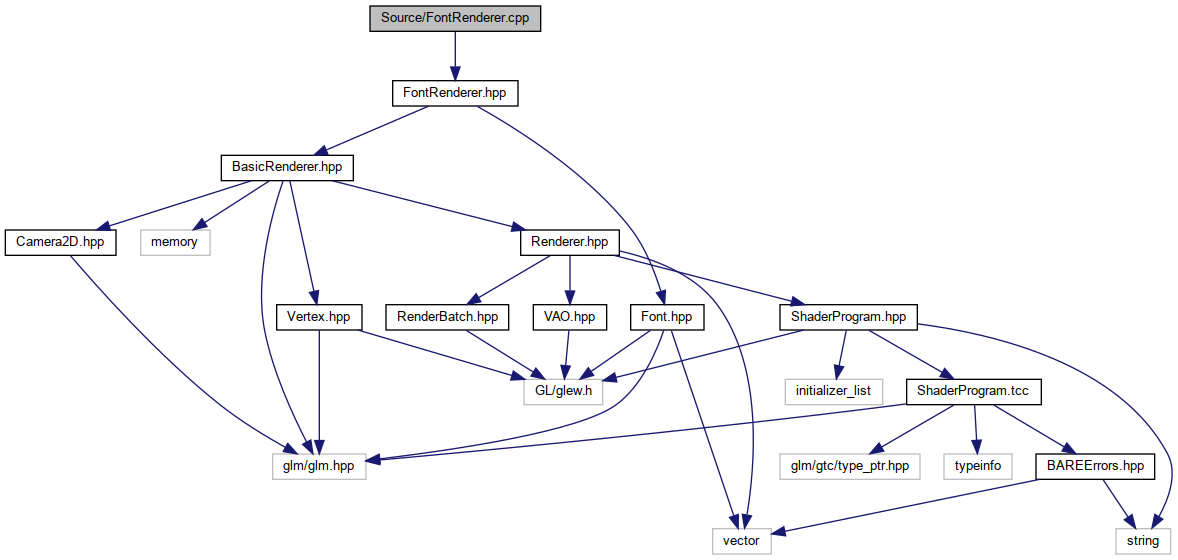 Source/FontRenderer.cpp
FontRenderer.hpp
BasicRenderer.hpp
Camera2D.hpp
memory
Renderer.hpp
Vertex.hpp
RenderBatch.hpp
VAO.hpp
Font.hpp
ShaderProgram.hpp
GL/glew.h
initializer_list
ShaderProgram.tcc
glm/glm.hpp
glm/gtc/type_ptr.hpp
typeinfo
BAREErrors.hpp
vector
string